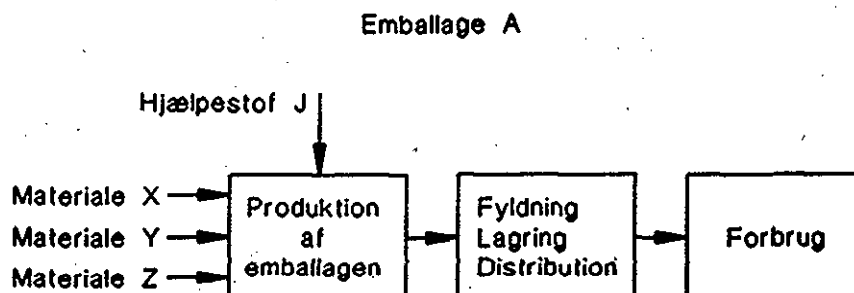 Emballage A
Hjælpestof J
Materiale X
Materiale Y
Materiale Z
Produktion
af
emballagen
Fyldning
Lagring
Distribution
Forbrug